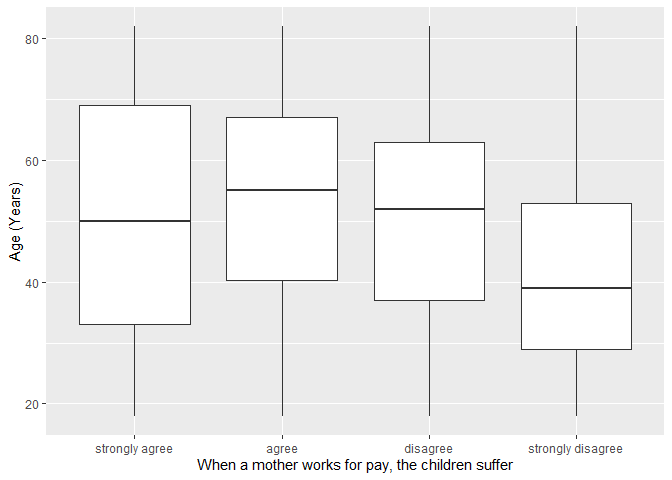 80
60
40
20
Age (Years)
strongly agree
agree
disagree
strongly disagree
When a mother works for pay, the children suffer